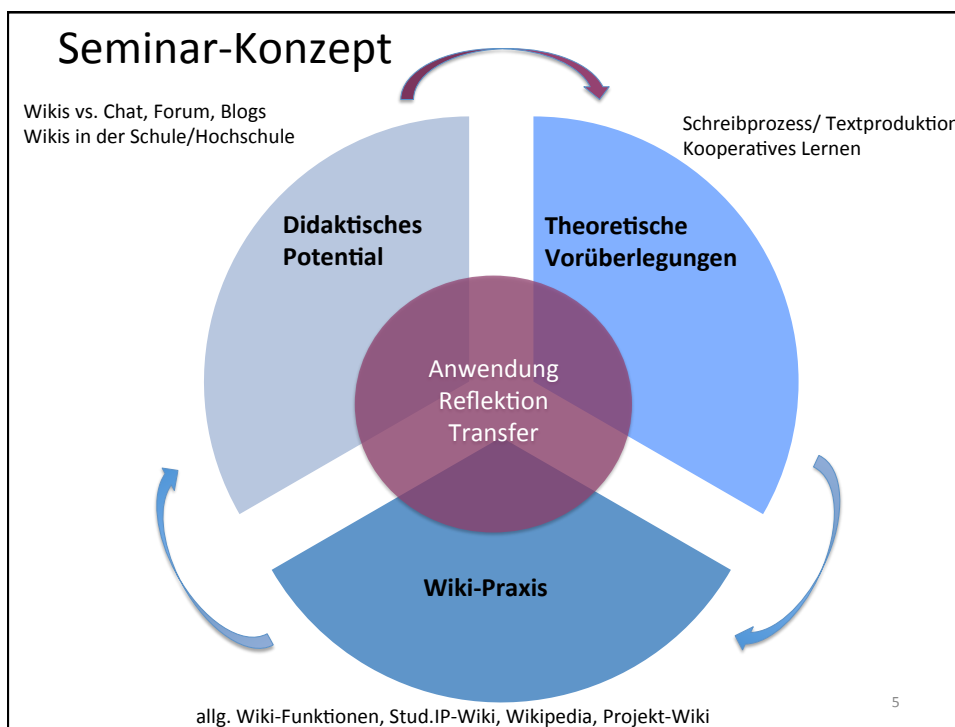 Seminar-Konzept
Wikis vs. Chat, Forum, Blogs
Wikis in der Schule/Hochschule
Schreibprozess/ Textproduktion
Kooperatives Lernen
Didaktisches
Potential
Theoretische
Vorüberlegungen
Anwendung
Reflektion
Transfer
Wiki-Praxis
allg. Wiki-Funktionen, Stud.IP-Wiki, Wikipedia, Projekt-Wiki
5